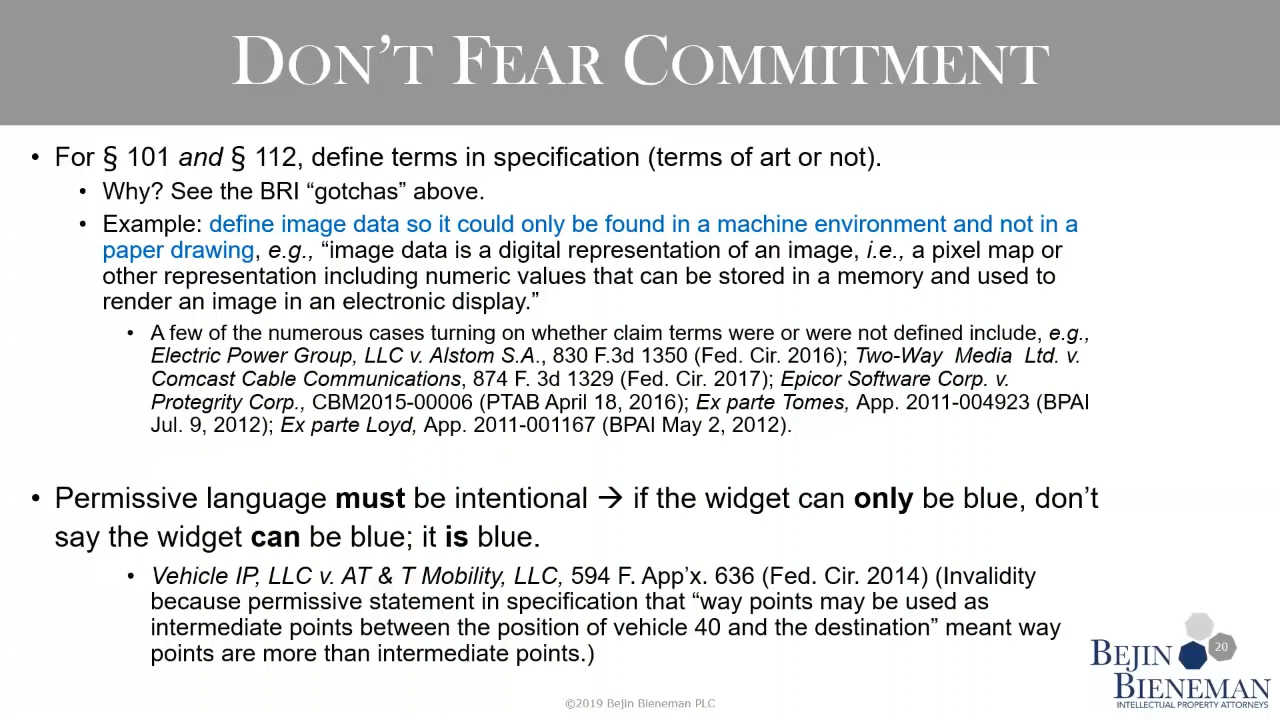 DON'T FEAR COMMITMENT
• For § 101 and § 112, define terms in specification (terms of art or not).
• Why? See the BRI “gotchas” above.
• Example: define image data so it could only be found in a machine environment and not in a
paper drawing, e.g., “image data is a digital representation of an image, i.e., a pixel map or
other representation including numeric values that can be stored in a memory and used to
render an image in an electronic display.”
• A few of the numerous cases turning on whether claim terms were or were not defined include, e.g.,
Electric Power Group, LLC v. Alstom S.A., 830 F.3d 1350 (Fed. Cir. 2016); Two-Way Media Ltd. v.
Comcast Cable Communications, 874 F. 3d 1329 (Fed. Cir. 2017); Epicor Software Corp. v.
Protegrity Corp., CBM2015-00006 (PTAB April 18, 2016); Ex parte Tomes, App. 2011-004923 (BPAI
Jul. 9, 2012); Ex parte Loyd, App. 2011-001167 (BPAI May 2, 2012).
• Permissive language must be intentional → if the widget can only be blue, don’t
say the widget can be blue; it is blue.
• Vehicle IP, LLC v. AT & T Mobility, LLC, 594 F. App’x. 636 (Fed. Cir. 2014) (Invalidity
because permissive statement in specification that “way points may be used as
intermediate points between the position of vehicle 40 and the destination” meant way
points are more than intermediate points.)
20
BEJIN
BIENEMAN
INTELLECTUAL PROPERTY ATTORNEYS
©2019 Bejin Bieneman PLC